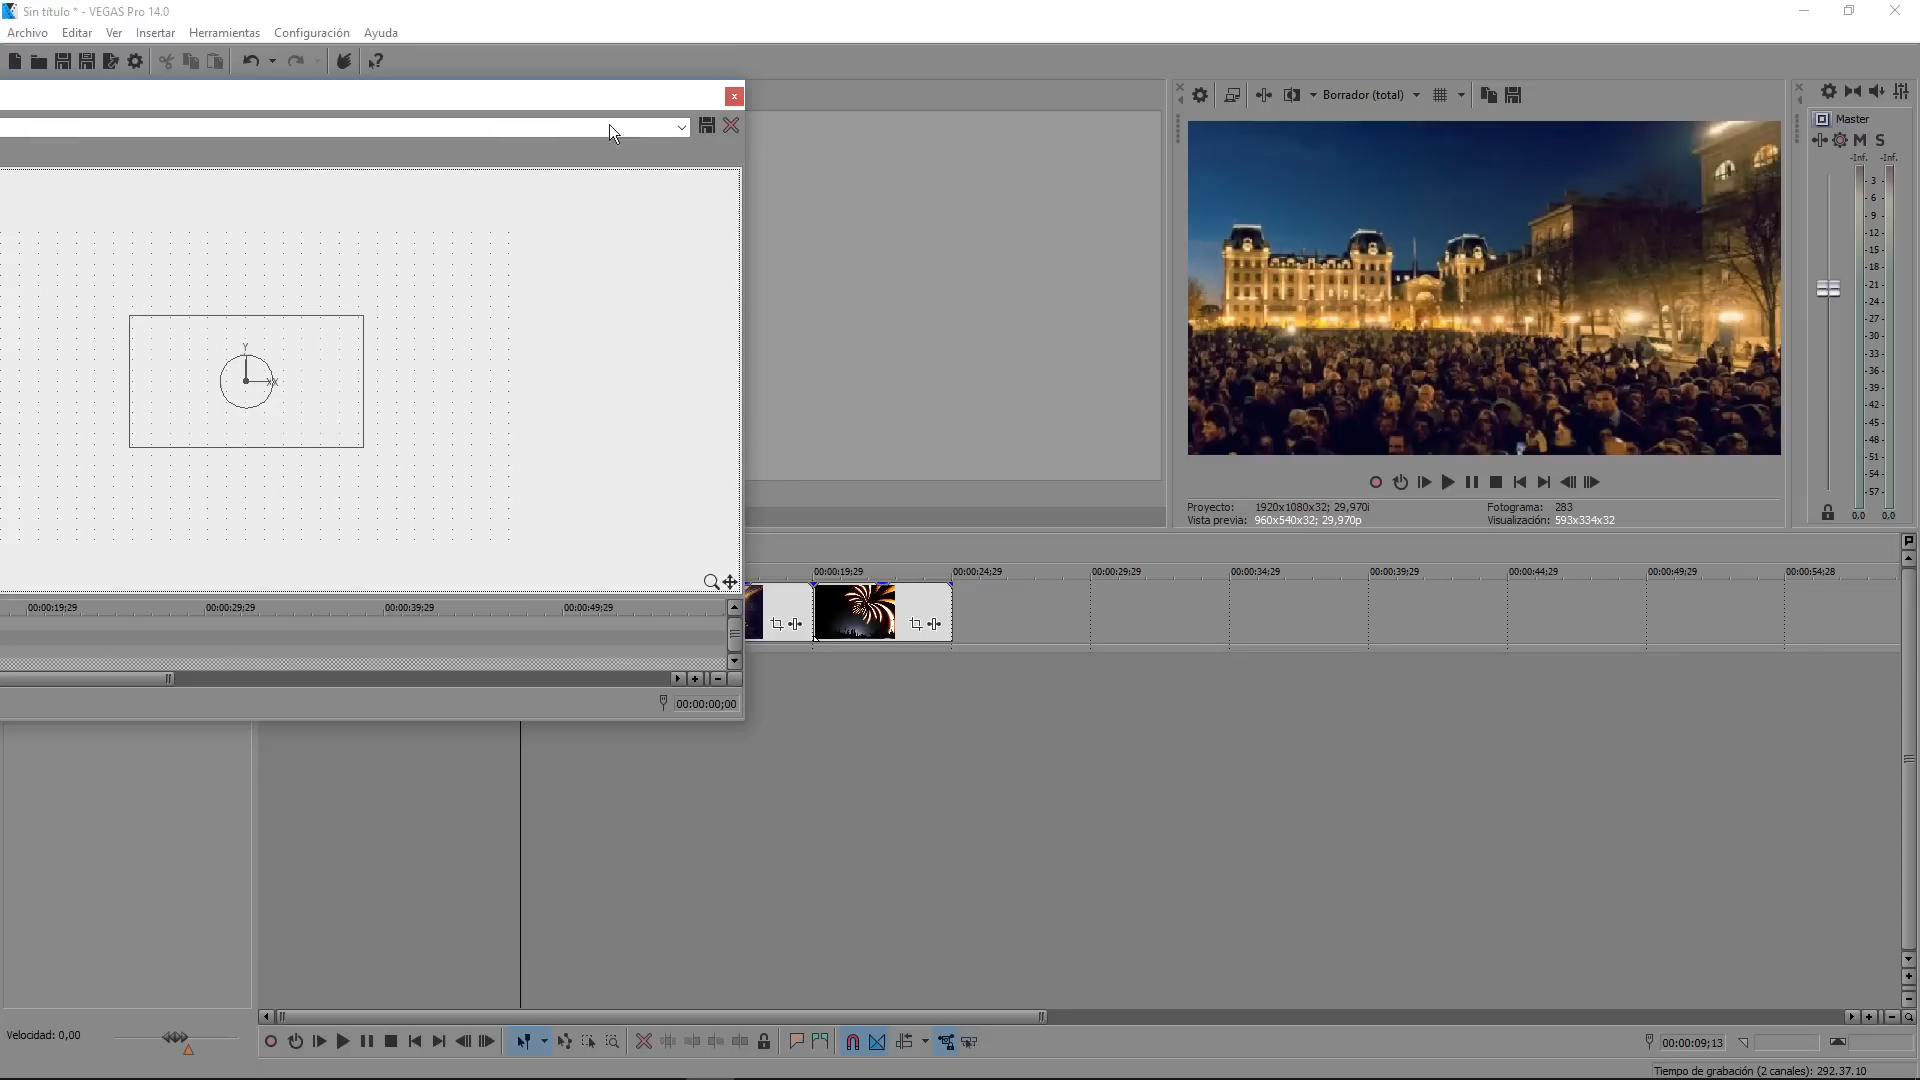 Sin título * - VEGAS Pro 14.0
Archivo Editar Ver Insertar Herramientas Configuración Ayuda
Borrador (total)
Master
M S
-Inf. -Inf.
3
6
9
12
15
18
21
24
27
30
33
36
39
42
45
48
51
54
57
0,0 0,0
Y
X
Proyecto: 1920x1080x32; 29,970i
Vista previa: 960x540x32; 29,970p
Fotograma: 283
Visualización: 593x334x32
00:00:19;29 00:00:24;29 00:00:29;29 00:00:34;29 00:00:39;29 00:00:44;29 00:00:49;29 00:00:54;28
00:00:19;29 00:00:29;29 00:00:39;29 00:00:49;29
00:00:00;00
Velocidad: 0,00
00:00:09;13
Tiempo de grabación (2 canales): 292.37.10